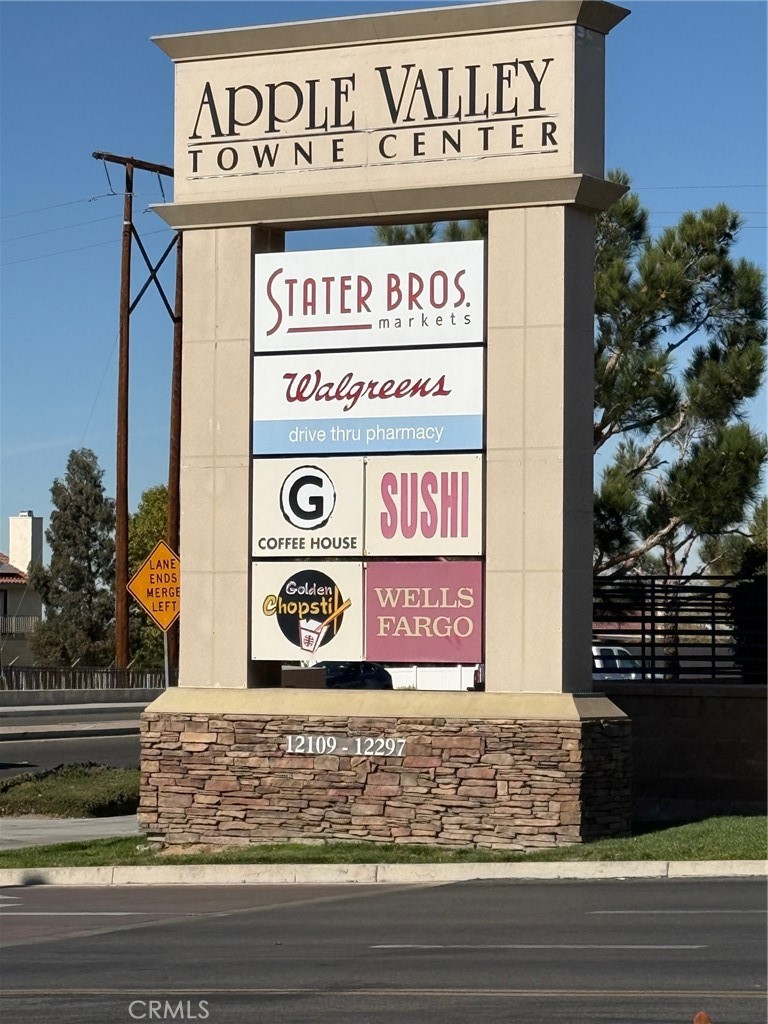 APPLE VALLEY
TOWNE CENTER
STATER BROS.
markets
Walgreens
drive thru pharmacy
G
COFFEE HOUSE
SUSHI
Golden
Chopstix
WELLS
FARGO
LANE
ENDS
MERGE
LEFT
12109 - 12297
CRMLS